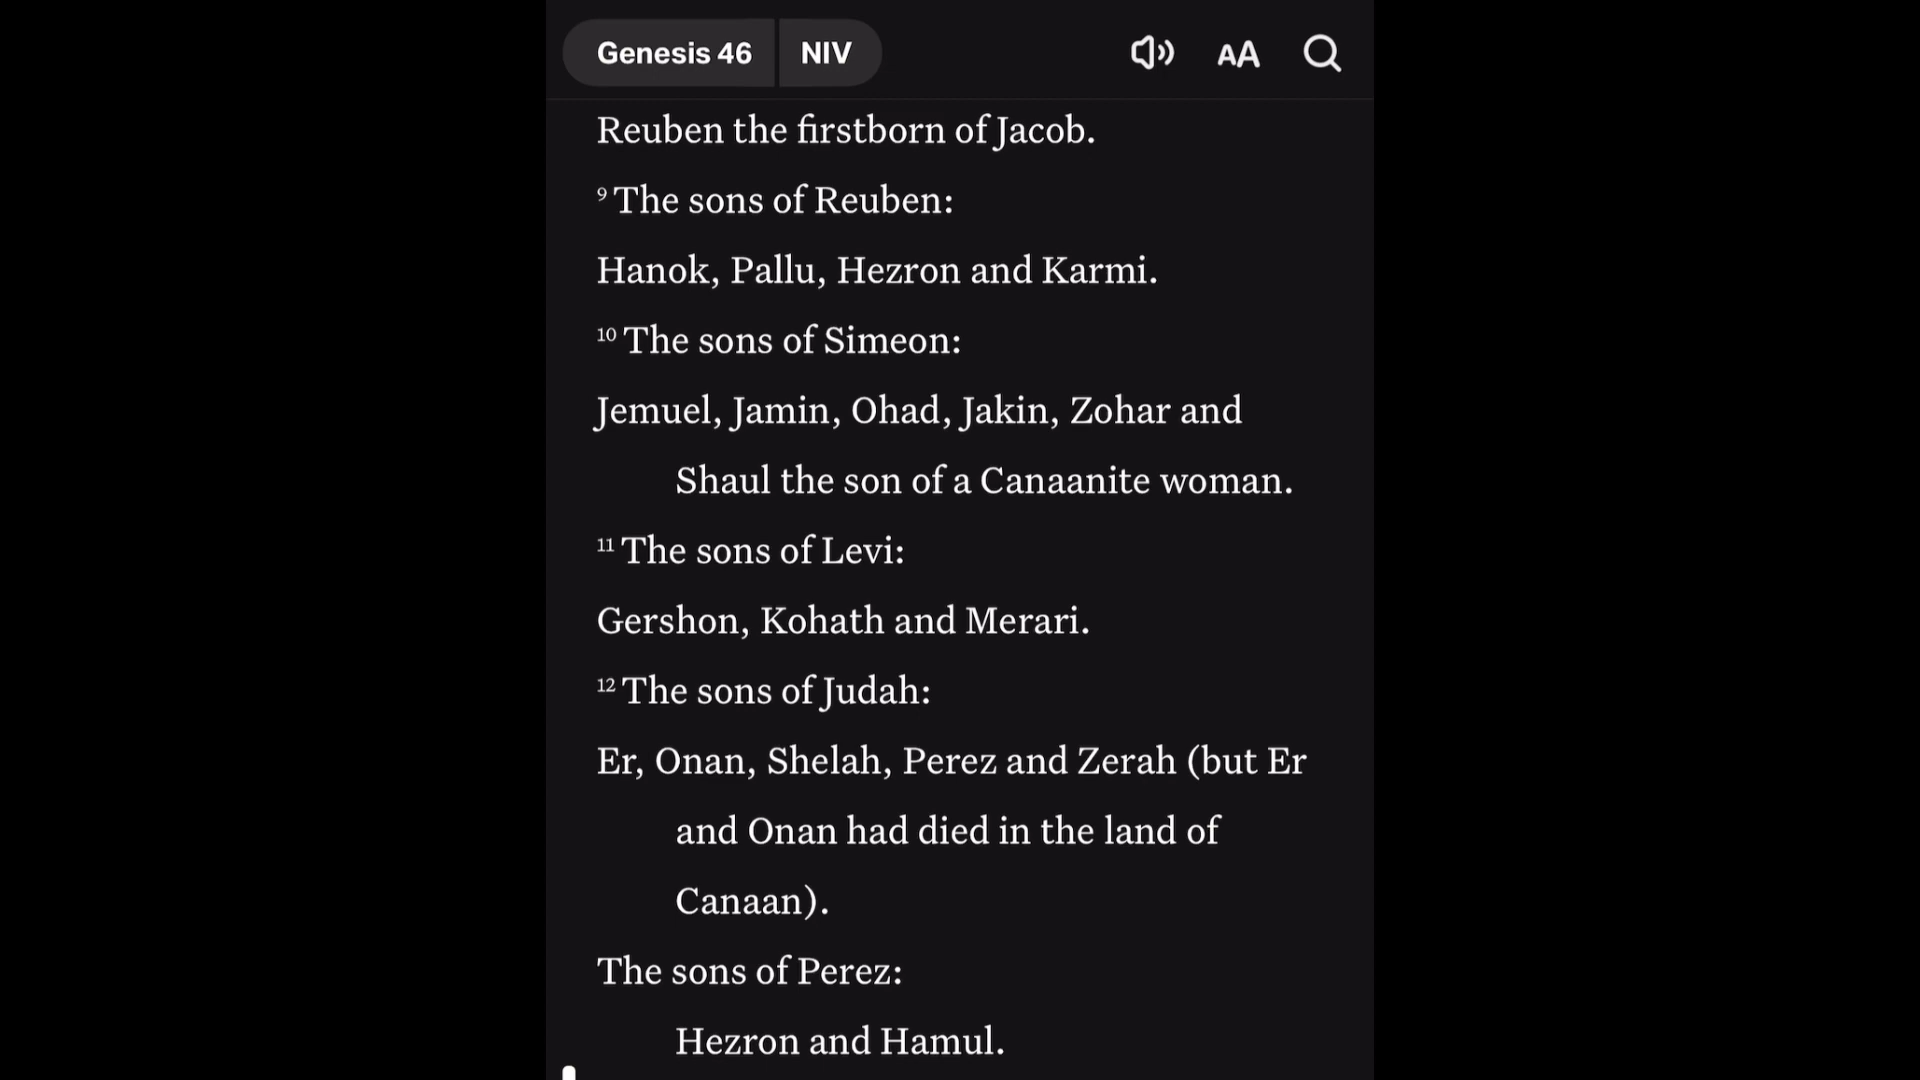 Genesis 46 NIV AA
Reuben the firstborn of Jacob.
9 The sons of Reuben:
Hanok, Pallu, Hezron and Karmi.
10 The sons of Simeon:
Jemuel, Jamin, Ohad, Jakin, Zohar and
Shaul the son of a Canaanite woman.
11 The sons of Levi:
Gershon, Kohath and Merari.
12 The sons of Judah:
Er, Onan, Shelah, Perez and Zerah (but Er
and Onan had died in the land of
Canaan).
The sons of Perez:
Hezron and Hamul.